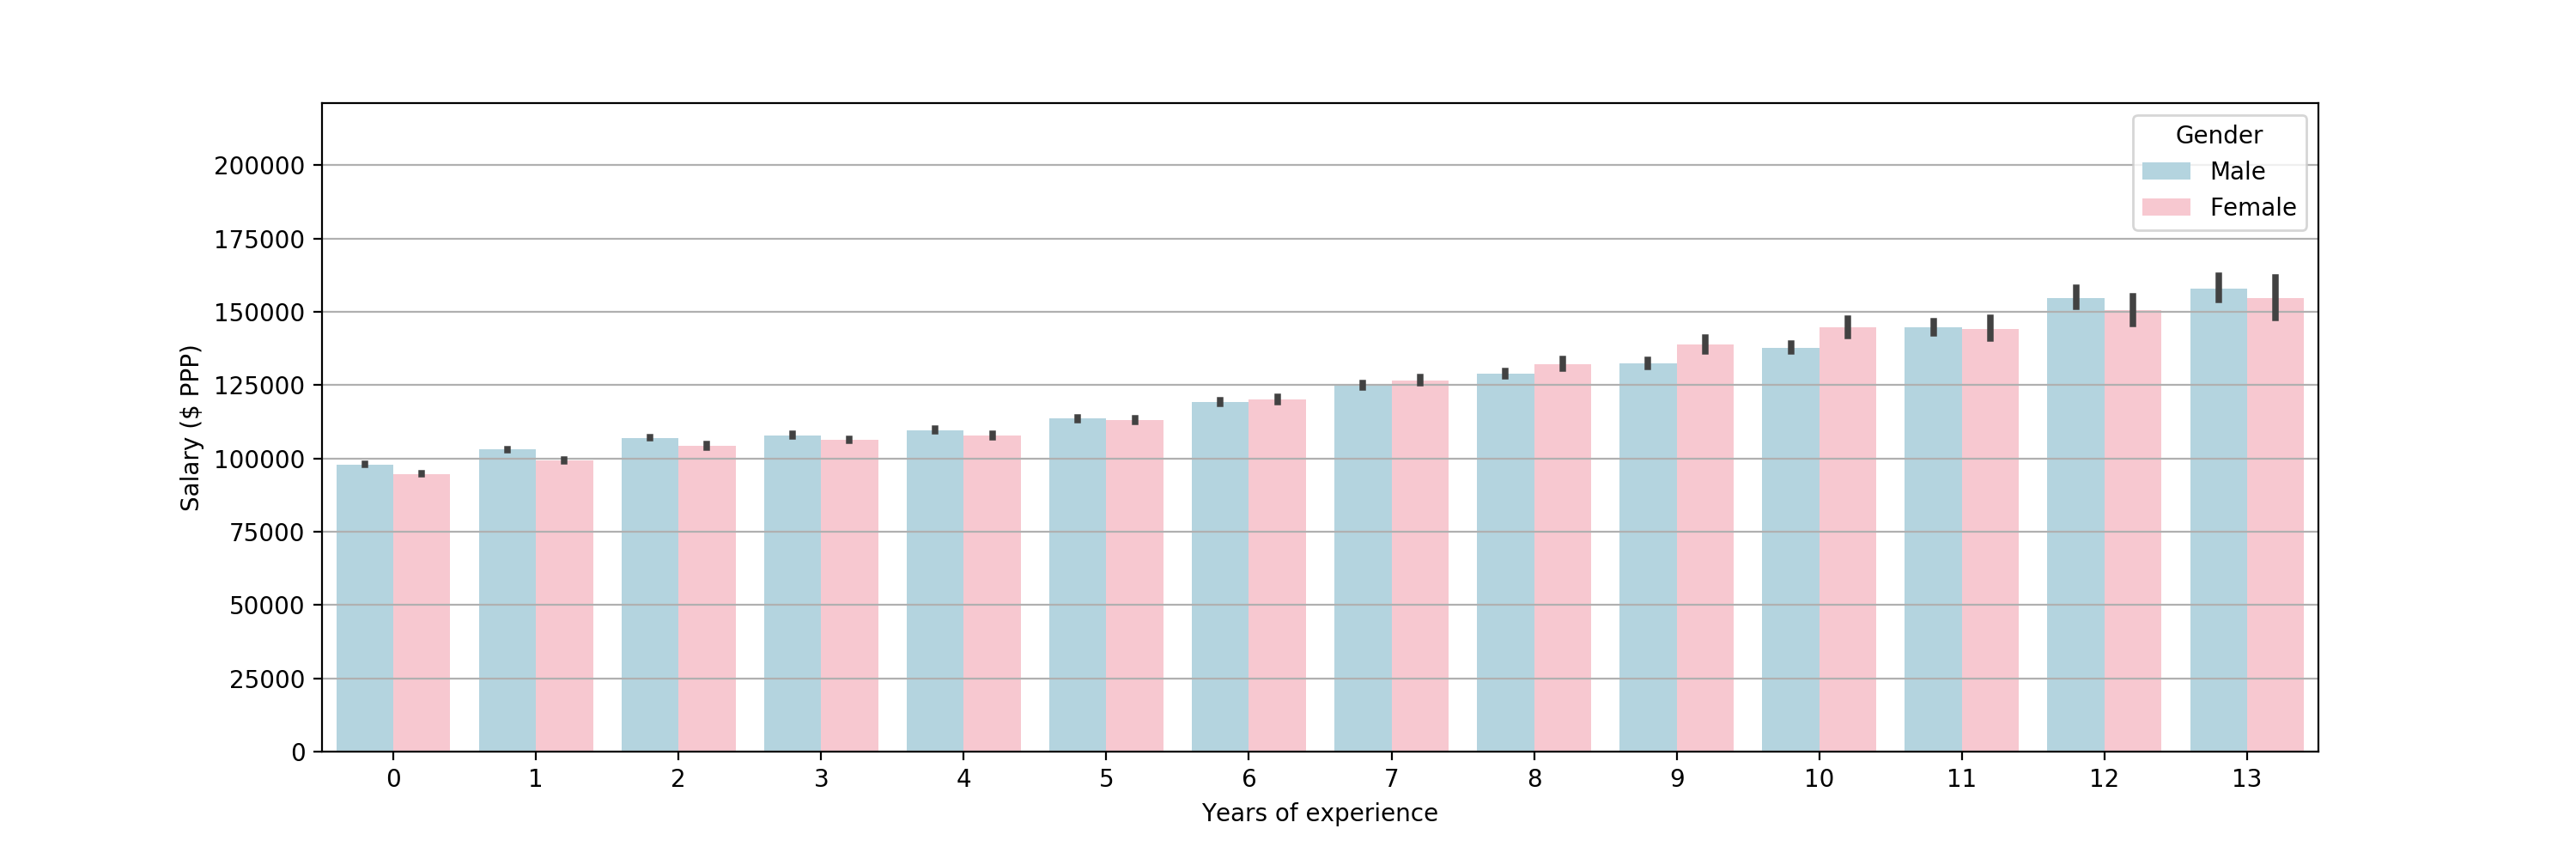 Gender
Male
Female
200000
175000
150000
125000
100000
75000
50000
25000
0
Salary ($ PPP)
0 1 2 3 4 5 6 7 8 9 10 11 12 13
Years of experience